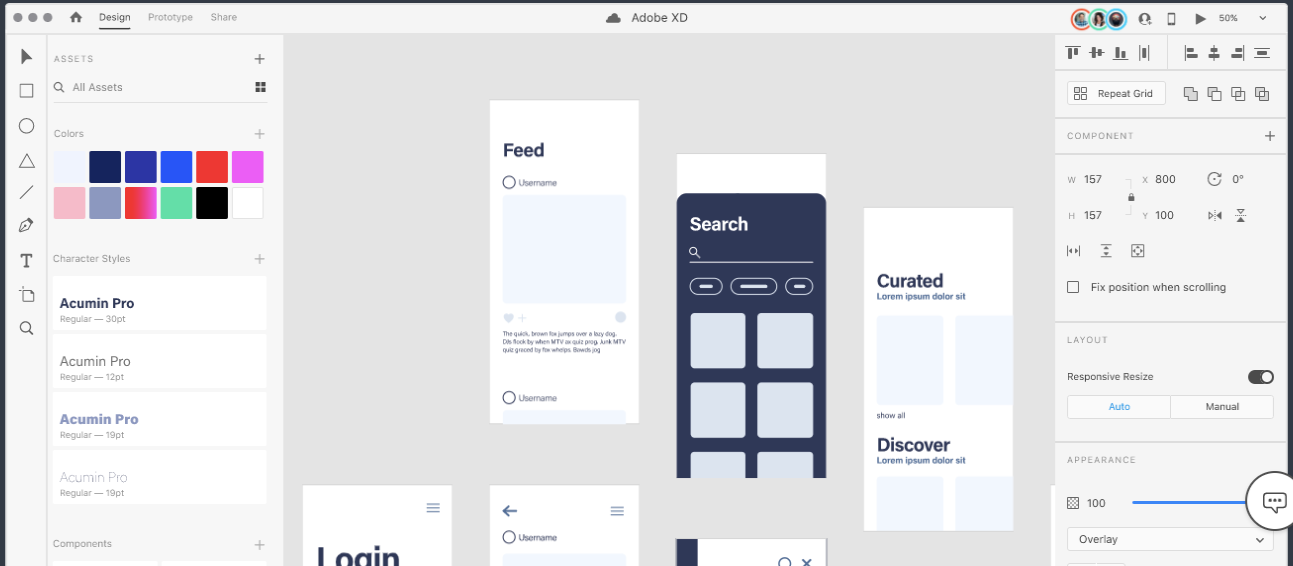 Design
Prototype
Share
Adobe XD
50%
ASSETS
All Assets
Colors
Character Styles
Acumin Pro
Regular — 30pt
Acumin Pro
Regular — 12pt
Acumin Pro
Regular — 19pt
Acumin Pro
Regular — 19pt
Components
Feed
Username
The quick, brown fox jumps over a lazy dog.
DJs flock by when MTV ax quiz prog. Junk MTV
quiz graced by fox whelps. Bawds jog
Username
Search
Curated
Lorem ipsum dolor sit
show all
Discover
Lorem ipsum dolor sit
Login
Username
Repeat Grid
COMPONENT
W 157
X 800
0°
H 157
Y 100
Fix position when scrolling
LAYOUT
Responsive Resize
Auto
Manual
APPEARANCE
100
Overlay